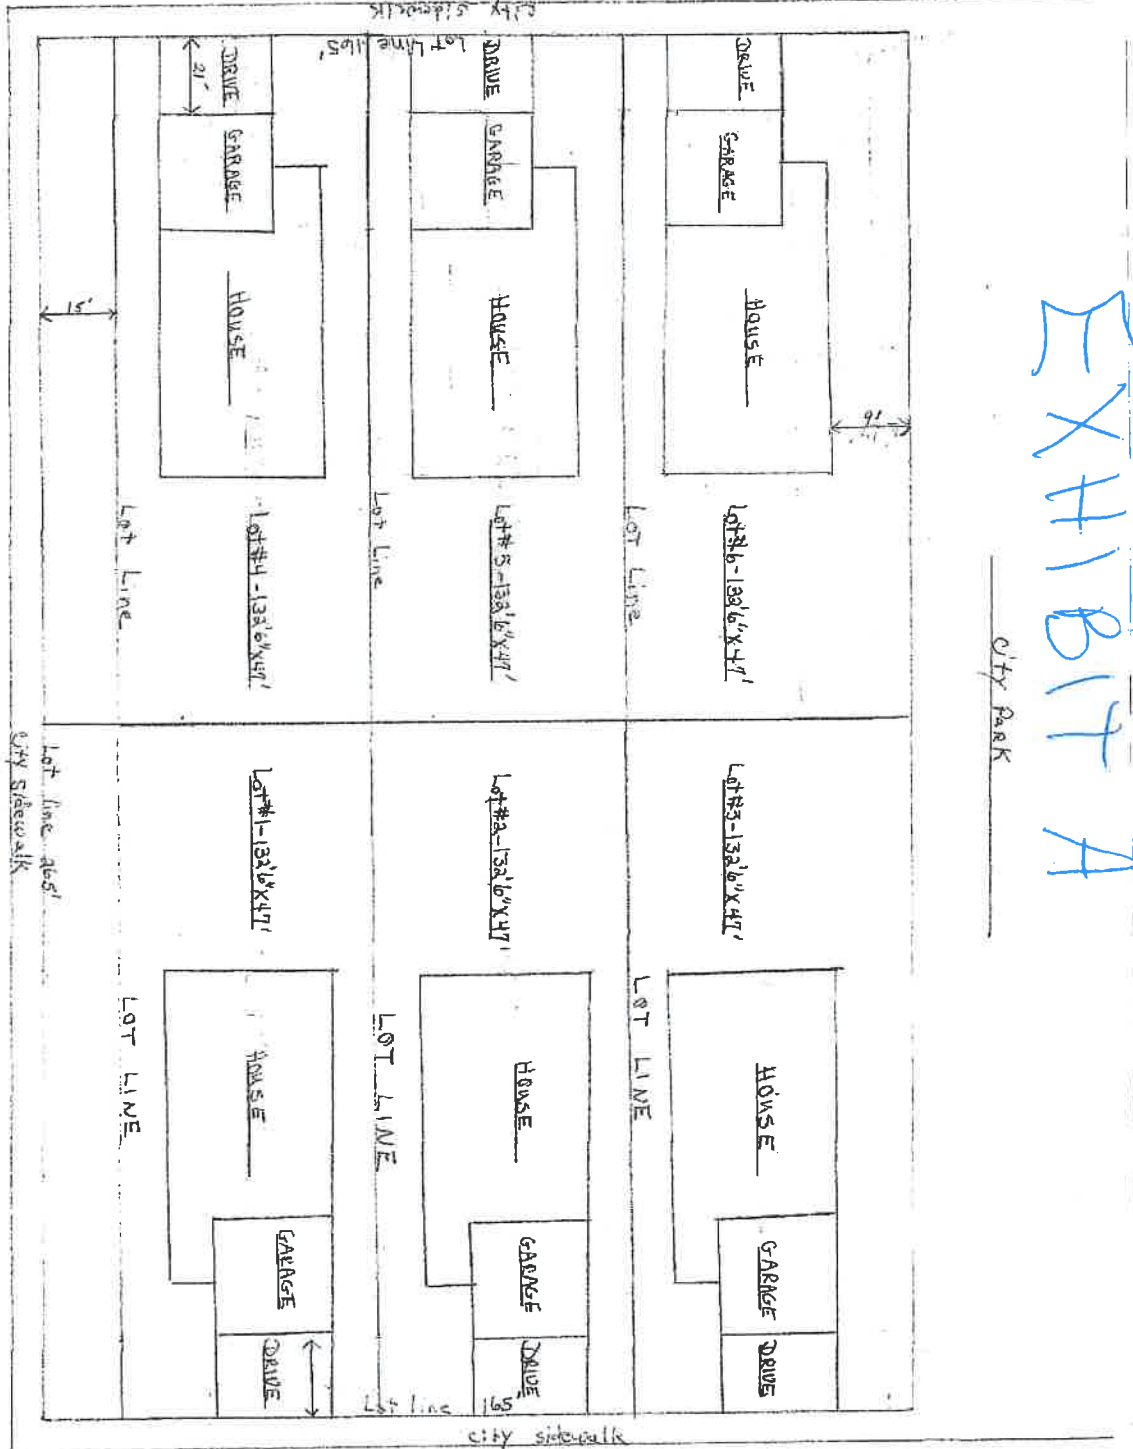 EXHIBIT A
City Park
City Sidewalk
Lot Line 165'
DRIVE
21'
GARAGE
HOUSE
15'
Lot Line
Lot#4-132'6"X47'
DRIVE
GARAGE
HOUSE
Lot Line
Lot#5-132'6"X47'
DRIVE
GARAGE
HOUSE
LOT Line
Lot#6-132'6"X47'
Lot line 265'
City Sidewalk
Lot#1-132'6"X47'
LOT LINE
HOUSE
GARAGE
DRIVE
Lot#2-132'6"X47'
LOT LINE
HOUSE
GARAGE
DRIVE
Lot#3-132'6"X47'
LOT LINE
HOUSE
GARAGE
DRIVE
Lot line 165'
City sidewalk